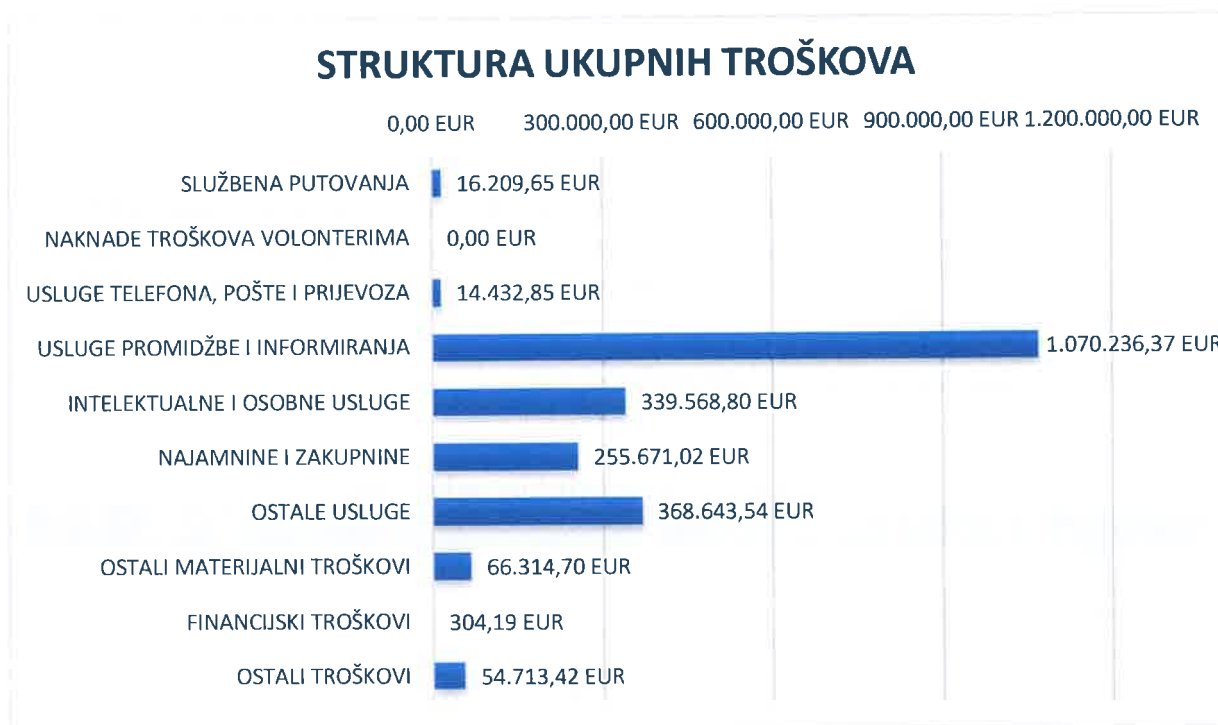 STRUKTURA UKUPNIH TROŠKOVA
0,00 EUR 300.000,00 EUR 600.000,00 EUR 900.000,00 EUR 1.200.000,00 EUR
SLUŽBENA PUTOVANJA 16.209,65 EUR
NAKNADE TROŠKOVA VOLONTERIMA 0,00 EUR
USLUGE TELEFONA, POŠTE I PRIJEVOZA 14.432,85 EUR
USLUGE PROMIDŽBE I INFORMIRANJA 1.070.236,37 EUR
INTELEKTUALNE I OSOBNE USLUGE 339.568,80 EUR
NAJAMNINE I ZAKUPNINE 255.671,02 EUR
OSTALE USLUGE 368.643,54 EUR
OSTALI MATERIJALNI TROŠKOVI 66.314,70 EUR
FINANCIJSKI TROŠKOVI 304,19 EUR
OSTALI TROŠKOVI 54.713,42 EUR